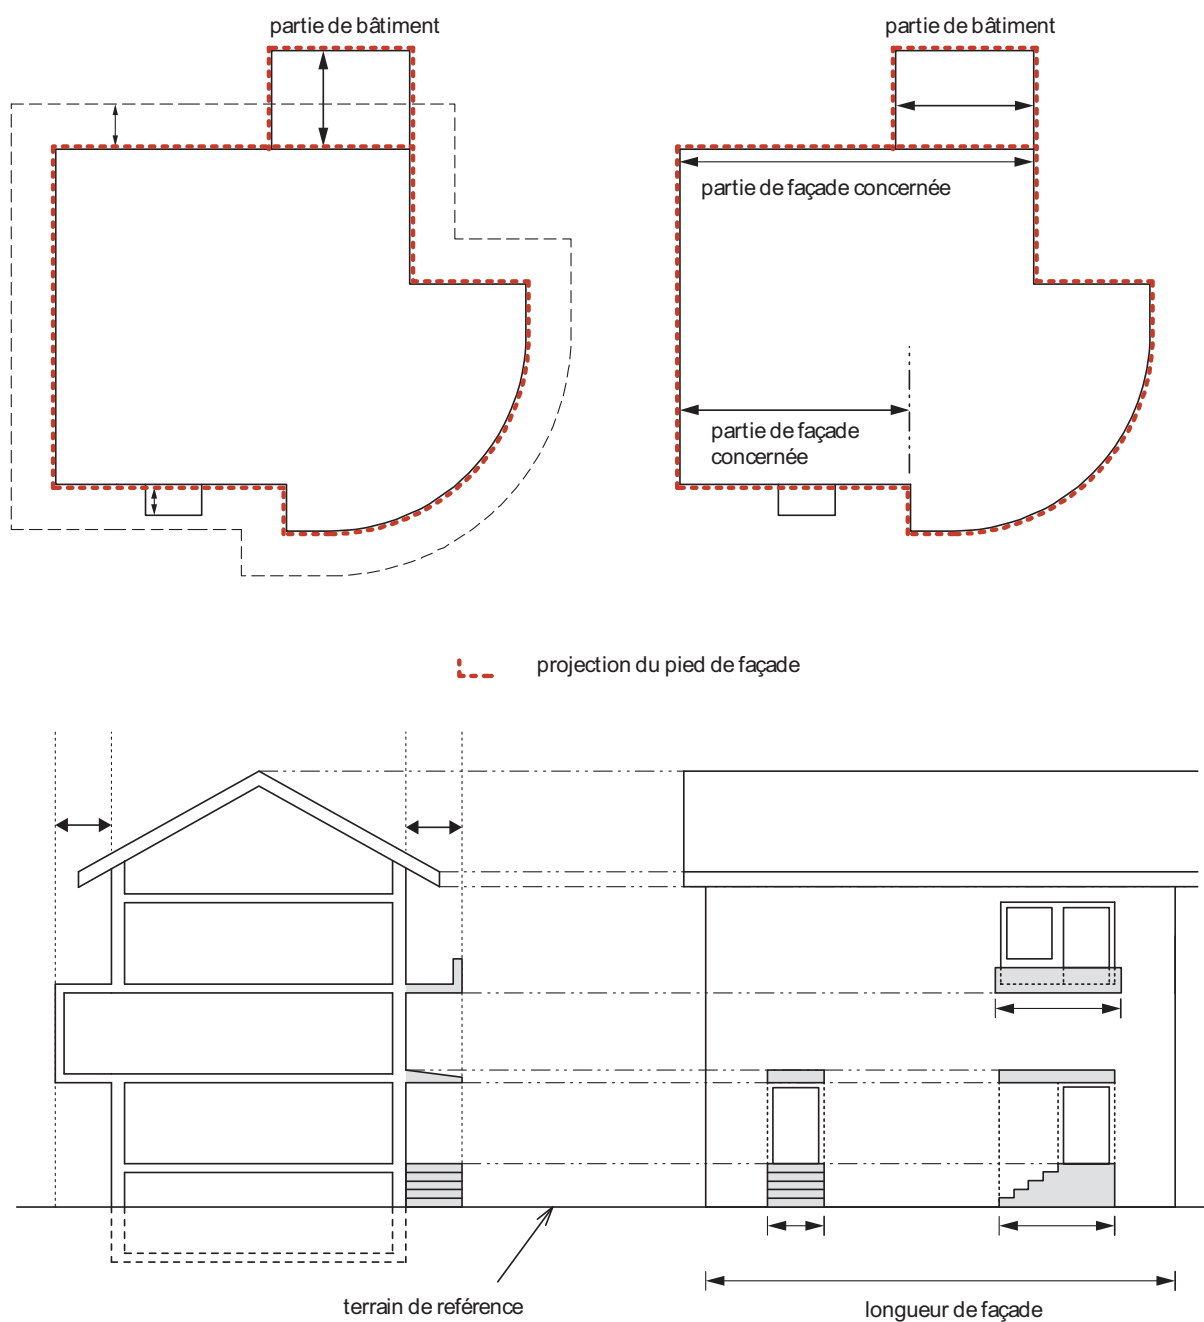 partie de bâtiment
partie de bâtiment
partie de façade concernée
partie de façade
concernée
projection du pied de façade
terrain de reférence
longueur de façade